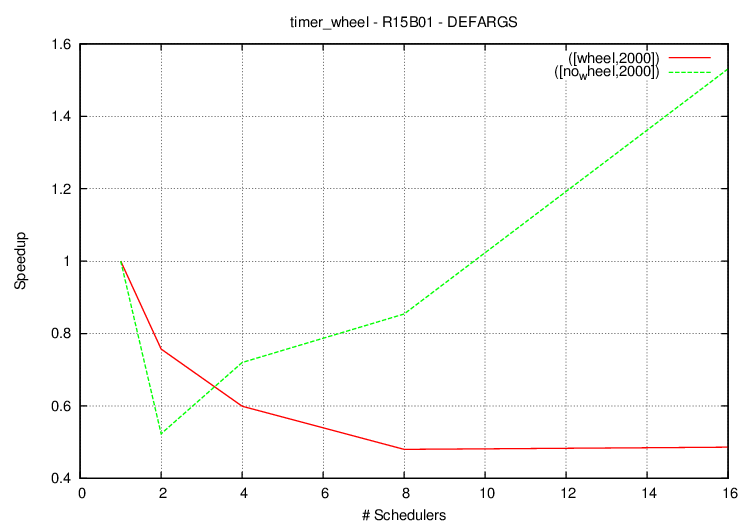 timer_wheel - R15B01 - DEFARGS
([wheel,2000])
([no_wheel,2000])
1.6
1.4
1.2
1
0.8
0.6
0.4
Speedup
0 2 4 6 8 10 12 14 16
# Schedulers